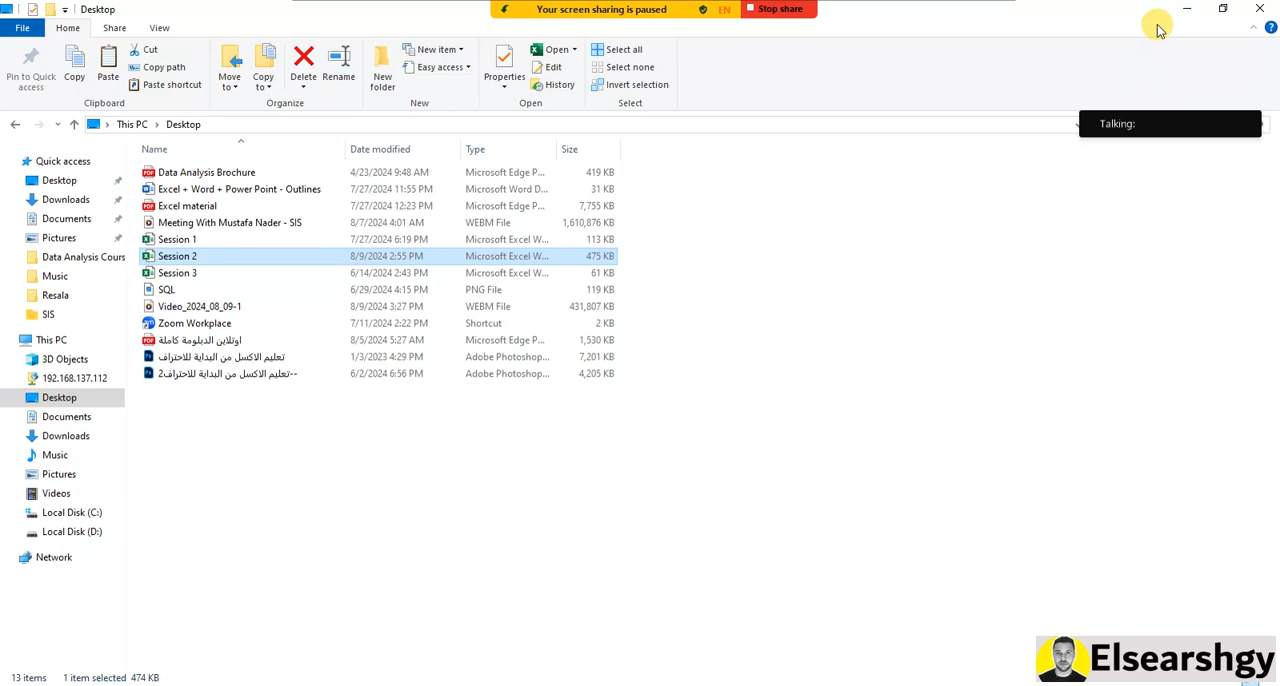 Desktop
Your screen sharing is paused
EN
Stop share
File
Home
Share
View
Pin to Quick access
Copy
Paste
Cut
Copy path
Paste shortcut
Clipboard
Move to
Copy to
Delete
Rename
Organize
New folder
New item
Easy access
New
Properties
Open
Edit
History
Open
Select all
Select none
Invert selection
Select
This PC > Desktop
Talking:
Quick access
Desktop
Downloads
Documents
Pictures
Data Analysis Cours
Music
Resala
SIS
This PC
3D Objects
192.168.137.112
Desktop
Documents
Downloads
Music
Pictures
Videos
Local Disk (C:)
Local Disk (D:)
Network
Name Date modified Type Size
Data Analysis Brochure 4/23/2024 9:48 AM Microsoft Edge P... 419 KB
Excel + Word + Power Point - Outlines 7/27/2024 11:55 PM Microsoft Word D... 31 KB
Excel material 7/27/2024 12:23 PM Microsoft Edge P... 7,755 KB
Meeting With Mustafa Nader - SIS 8/7/2024 4:01 AM WEBM File 1,610,876 KB
Session 1 7/27/2024 6:19 PM Microsoft Excel W... 113 KB
Session 2 8/9/2024 2:55 PM Microsoft Excel W... 475 KB
Session 3 6/14/2024 2:43 PM Microsoft Excel W... 61 KB
SQL 6/29/2024 4:15 PM PNG File 119 KB
Video_2024_08_09-1 8/9/2024 3:27 PM WEBM File 431,807 KB
Zoom Workplace 7/11/2024 2:22 PM Shortcut 2 KB
اوتلاين الدبلومة كاملة 8/5/2024 5:27 AM Microsoft Edge P... 1,530 KB
تعليم الاكسل من البداية للاحتراف 1/3/2023 4:29 PM Adobe Photoshop... 7,201 KB
تعليم الاكسل من البداية للاحتراف2-- 6/2/2024 6:56 PM Adobe Photoshop... 4,205 KB
13 items 1 item selected 474 KB
Elsearshgy